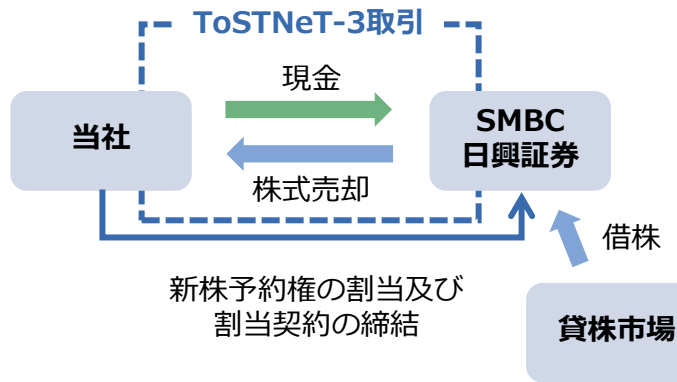 ToSTNeT-3取引
現金
当社
SMBC
日興証券
株式売却
借株
新株予約権の割当及び
割当契約の締結
貸株市場